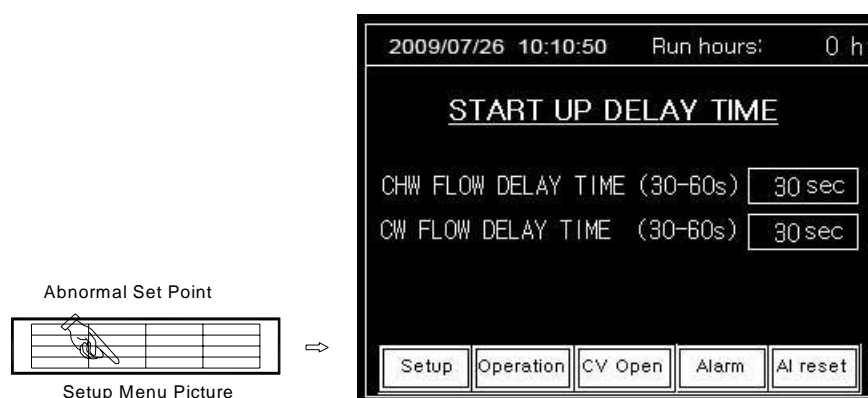 2009/07/26 10:10:50 Run hours: 0 h
START UP DELAY TIME
CHW FLOW DELAY TIME (30-60s) 30 sec
CW FLOW DELAY TIME (30-60s) 30 sec
Abnormal Set Point
⇨
Setup Operation CV Open Alarm Al reset
Setup Menu Picture